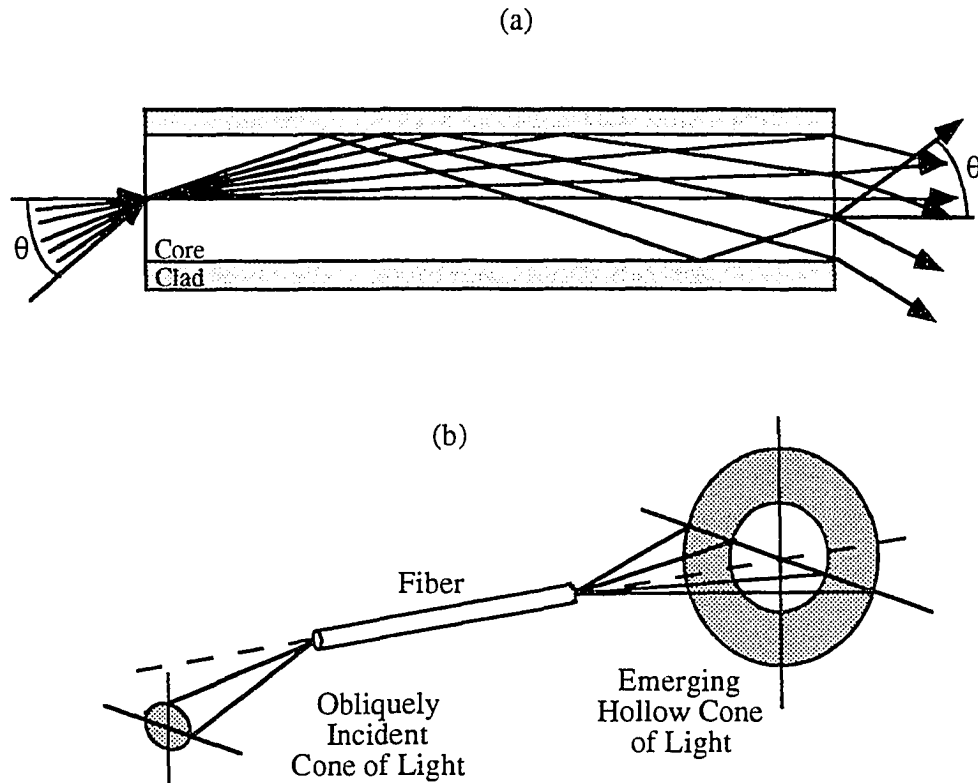 (a)
θ
θ
Core
Clad
(b)
Fiber
Obliquely
Incident
Cone of Light
Emerging
Hollow Cone
of Light